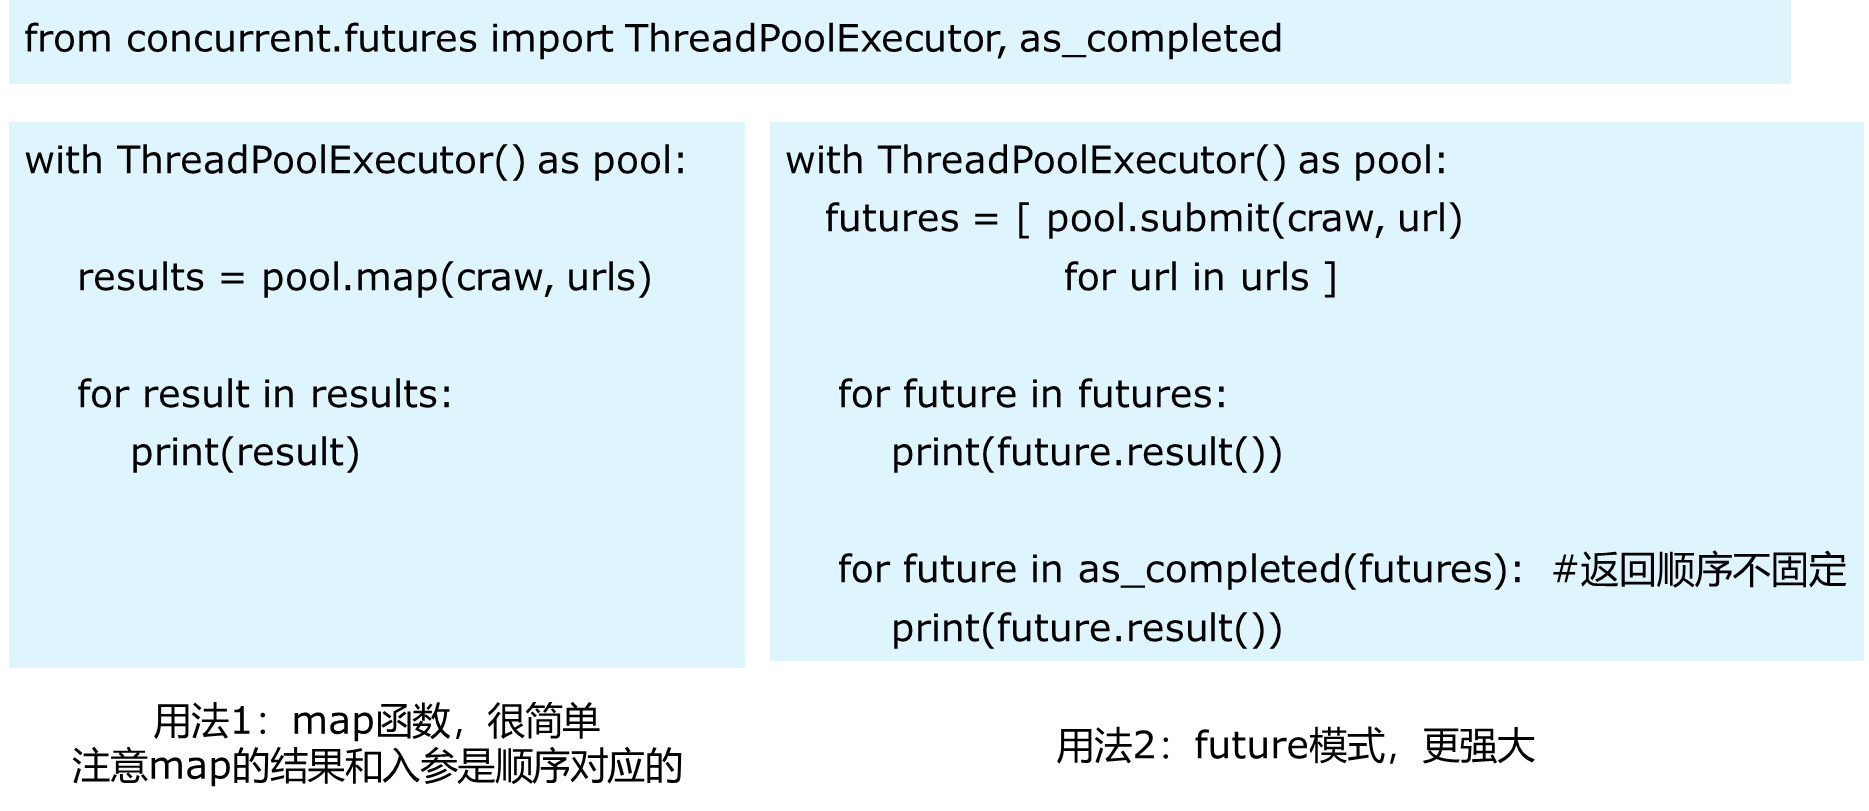 from concurrent.futures import ThreadPoolExecutor, as_completed
with ThreadPoolExecutor() as pool:
results = pool.map(craw, urls)
for result in results:
print(result)
用法1：map函数，很简单
注意map的结果和入参是顺序对应的
with ThreadPoolExecutor() as pool:
futures = [ pool.submit(craw, url)
for url in urls ]
for future in futures:
print(future.result())
for future in as_completed(futures): #返回顺序不固定
print(future.result())
用法2：future模式，更强大